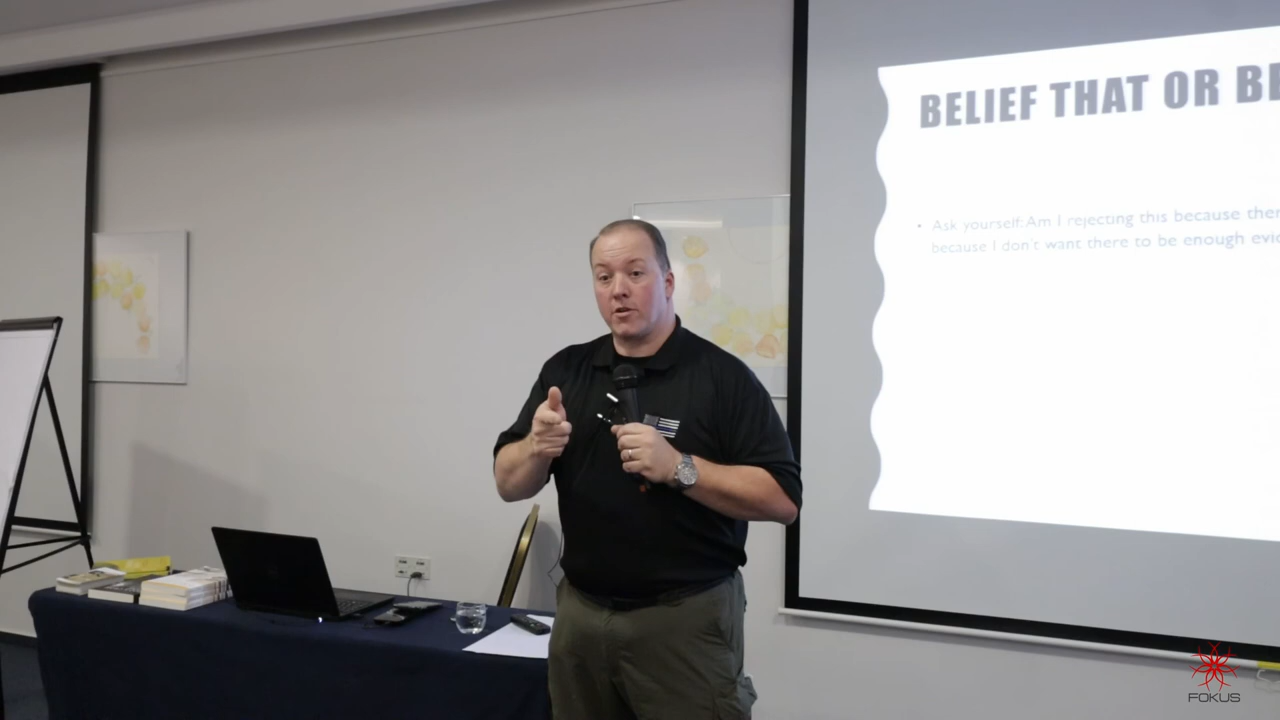 BELIEF THAT OR BE
• Ask yourself: Am I rejecting this because ther
because I don't want there to be enough evid
FOKUS